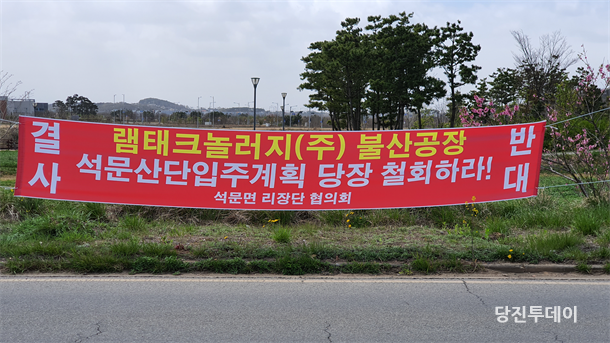 결사
램태크놀러지(주) 불산공장
석문산단입주계획 당장 철회하라!
석문면 리장단 협의회
반대
당진투데이